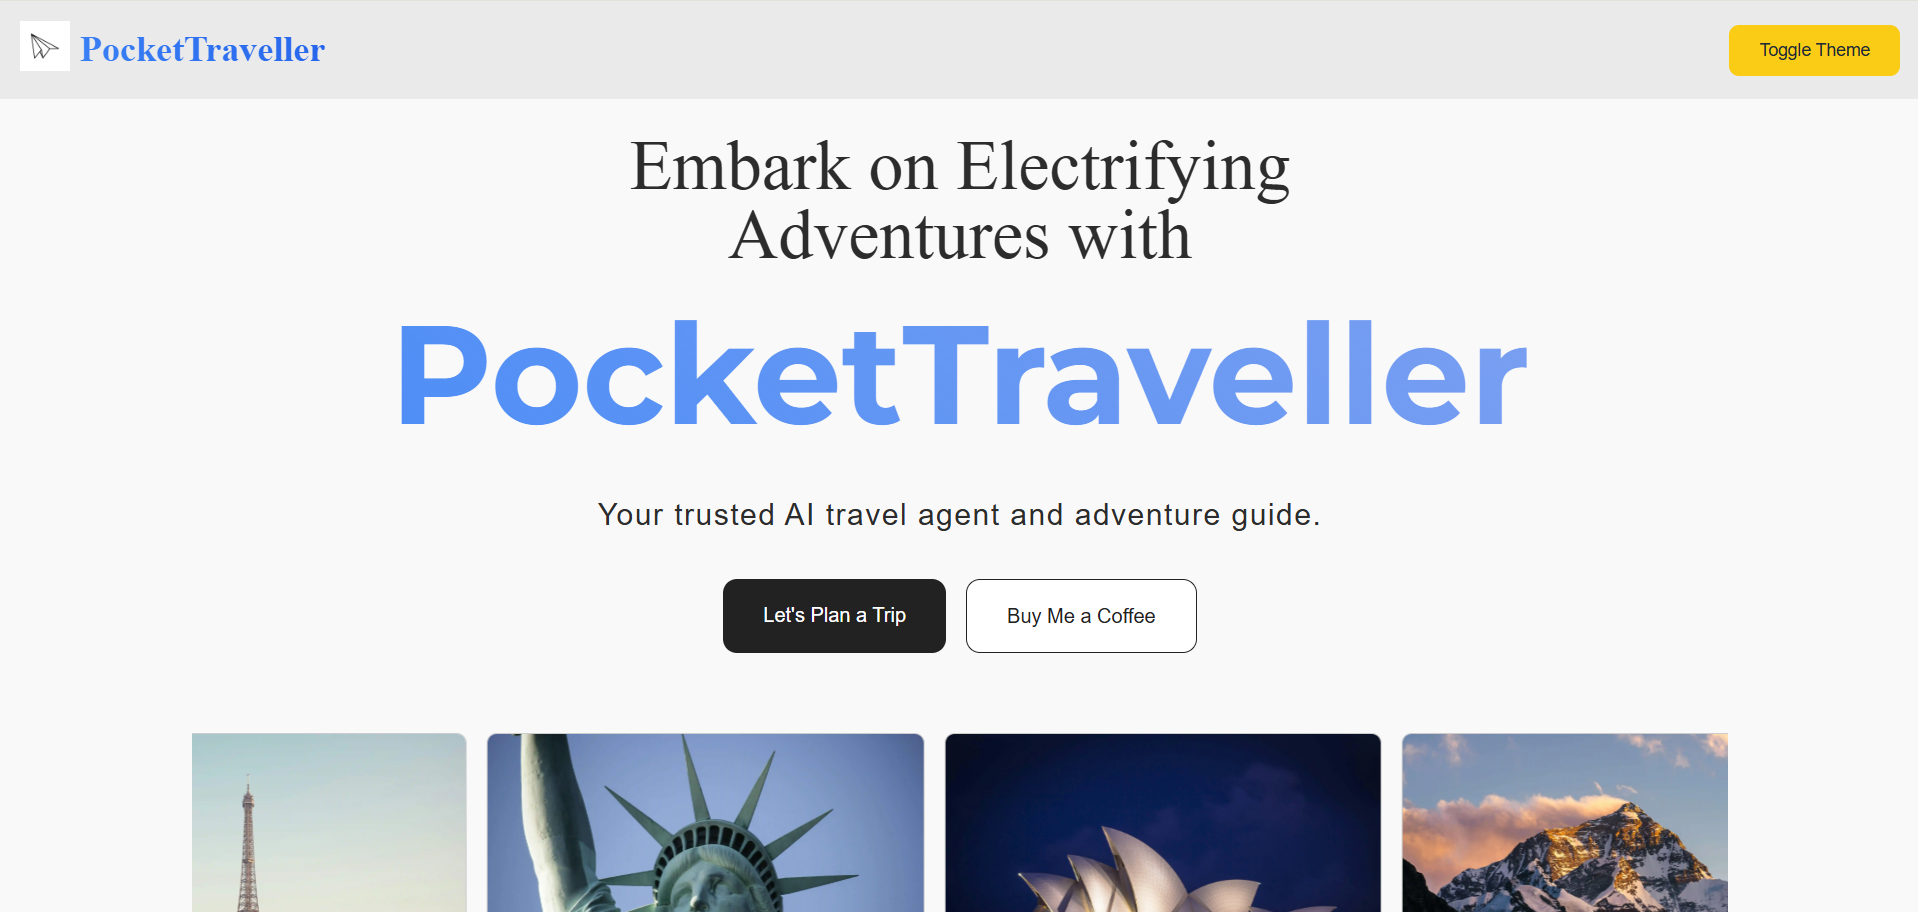 PocketTraveller
Toggle Theme
Embark on Electrifying
Adventures with
PocketTraveller
Your trusted AI travel agent and adventure guide.
Let's Plan a Trip
Buy Me a Coffee